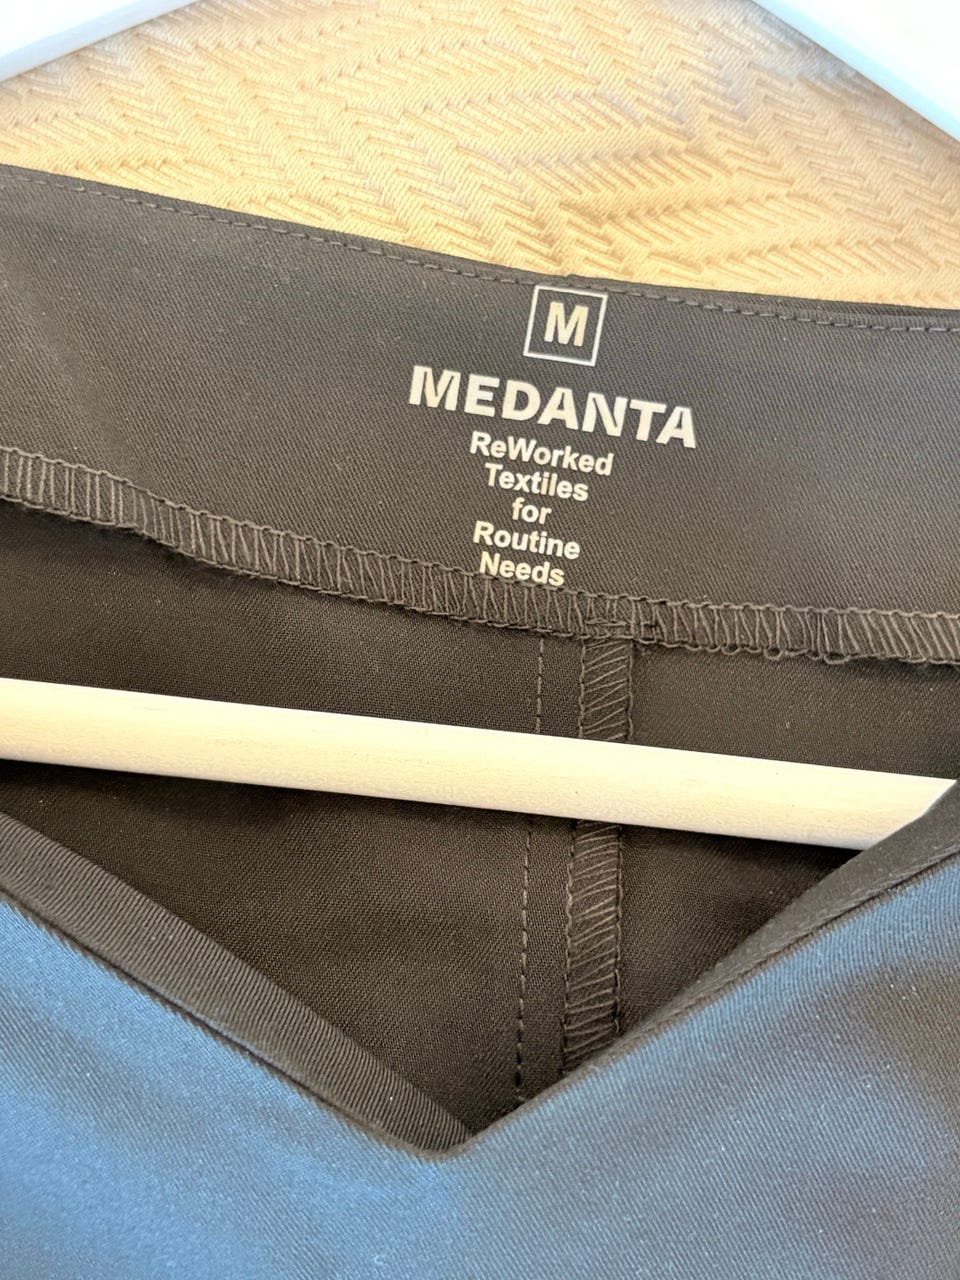 M
MEDANTA
ReWorked
Textiles
for
Routine
Needs